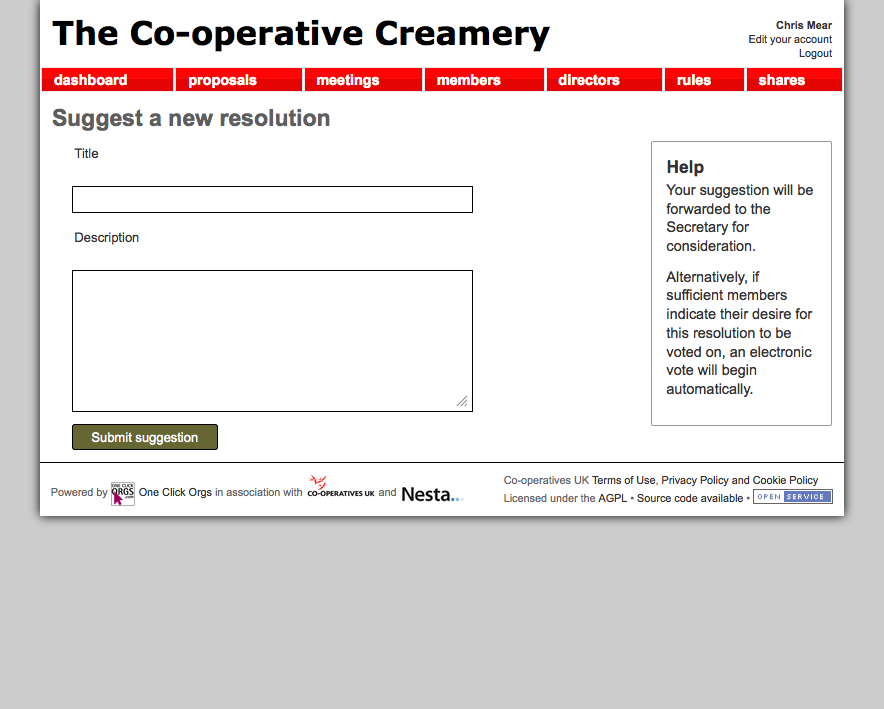 The Co-operative Creamery
Chris Mear
Edit your account
Logout
dashboard
proposals
meetings
members
directors
rules
shares
Suggest a new resolution
Title
Description
Submit suggestion
Help
Your suggestion will be
forwarded to the
Secretary for
consideration.
Alternatively, if
sufficient members
indicate their desire for
this resolution to be
voted on, an electronic
vote will begin
automatically.
Powered by ONE CLICK ORGS .com One Click Orgs in association with CO-OPERATIVES UK and Nesta...
Co-operatives UK Terms of Use, Privacy Policy and Cookie Policy
Licensed under the AGPL • Source code available • OPEN SERVICE